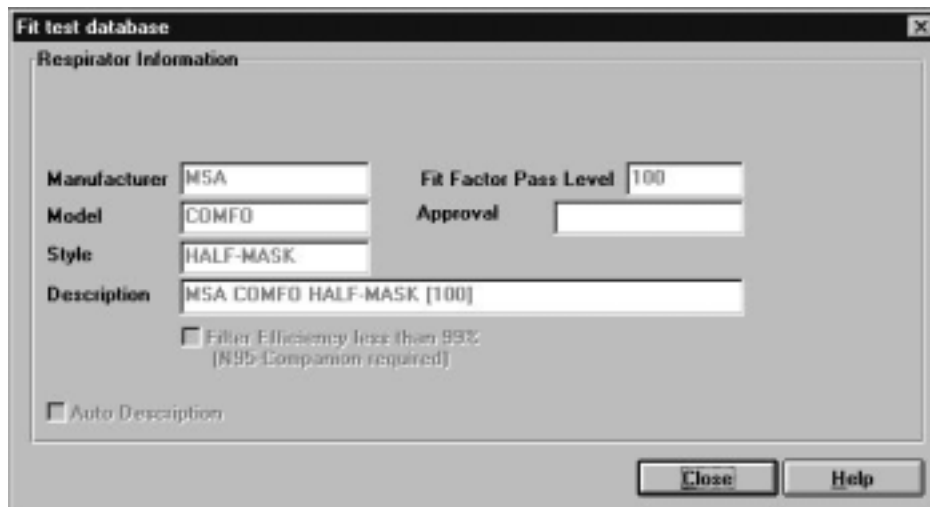 Fit test database
Respirator Information
Manufacturer MSA Fit Factor Pass Level 100
Model COMFO Approval
Style HALF-MASK
Description MSA COMFO HALF-MASK [100]
Filter Efficiency less than 99%
(N95-Companion required)
Auto Description
Close Help